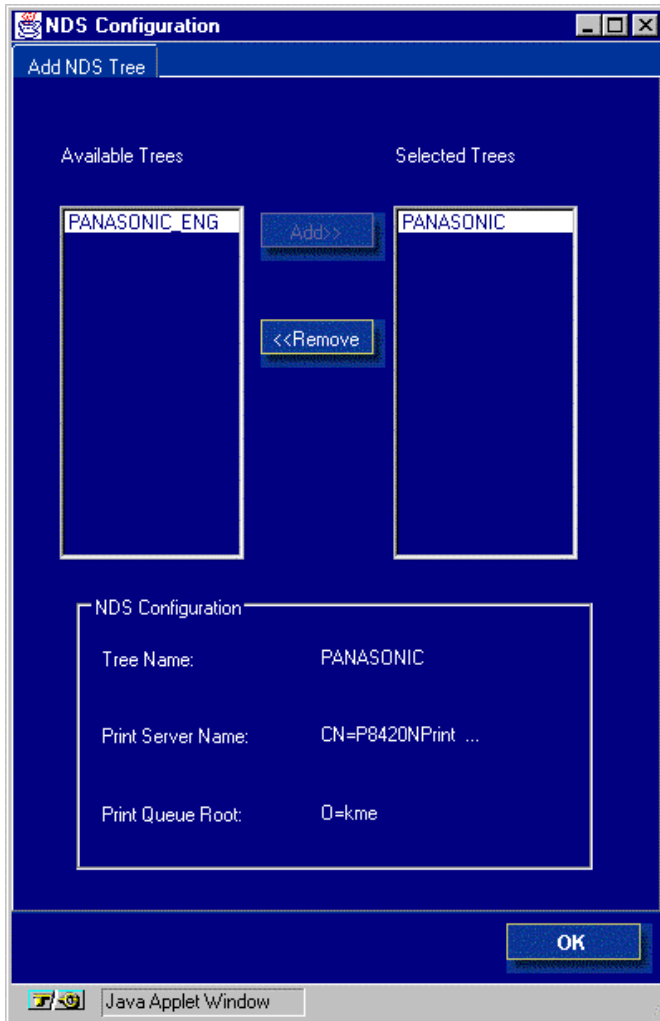 NDS Configuration
Add NDS Tree
Available Trees
Selected Trees
PANASONIC_ENG
Add>>
PANASONIC
<<Remove
NDS Configuration
Tree Name:
PANASONIC
Print Server Name:
CN=P8420NPrint ...
Print Queue Root:
O=kme
OK
Java Applet Window